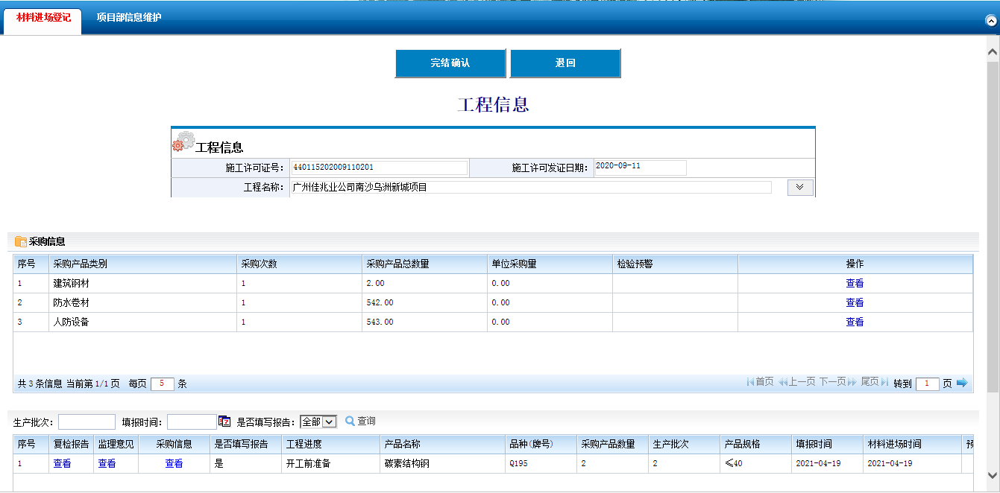 材料进场登记 项目部信息维护
完结确认 退回
工程信息
工程信息
施工许可证号： 440115202009110201 施工许可发证日期： 2020-09-11
工程名称： 广州佳兆业公司南沙乌洲新城项目
采购信息
序号 采购产品类别 采购次数 采购产品总数量 单位采购量 检验预警 操作
1 建筑钢材 1 2.00 0.00 查看
2 防水卷材 1 542.00 0.00 查看
3 人防设备 1 543.00 0.00 查看
共 3 条信息 当前第 1/1 页 每页 5 条 首页 上一页 下一页 尾页 转到 1 页
生产批次： 填报时间： 是否填写报告： 全部 查询
序号 复检报告 监理意见 采购信息 是否填写报告 工程进度 产品名称 品种(牌号) 采购产品数量 生产批次 产品规格 填报时间 材料进场时间
1 查看 查看 查看 是 开工前准备 碳素结构钢 Q195 2 2 ≤40 2021-04-19 2021-04-19